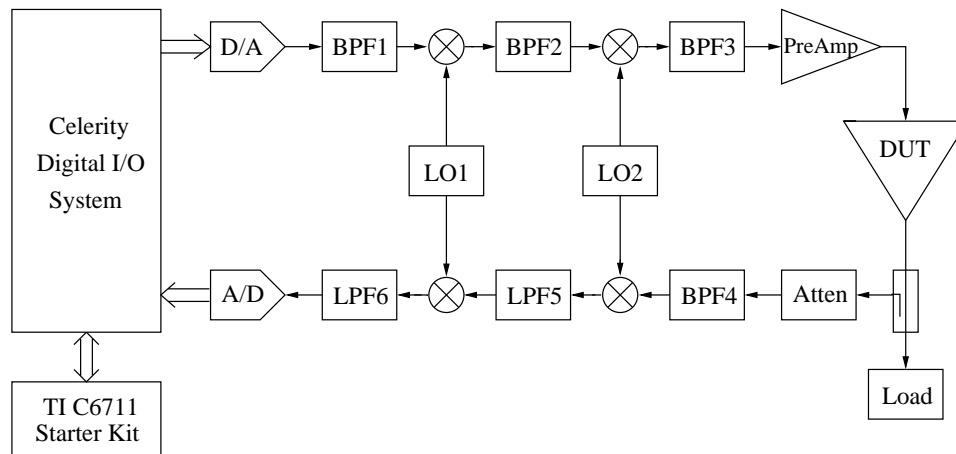 D/A
BPF1
BPF2
BPF3
PreAmp
Celerity
Digital I/O
System
LO1
LO2
DUT
A/D
LPF6
LPF5
BPF4
Atten
Load
TI C6711
Starter Kit